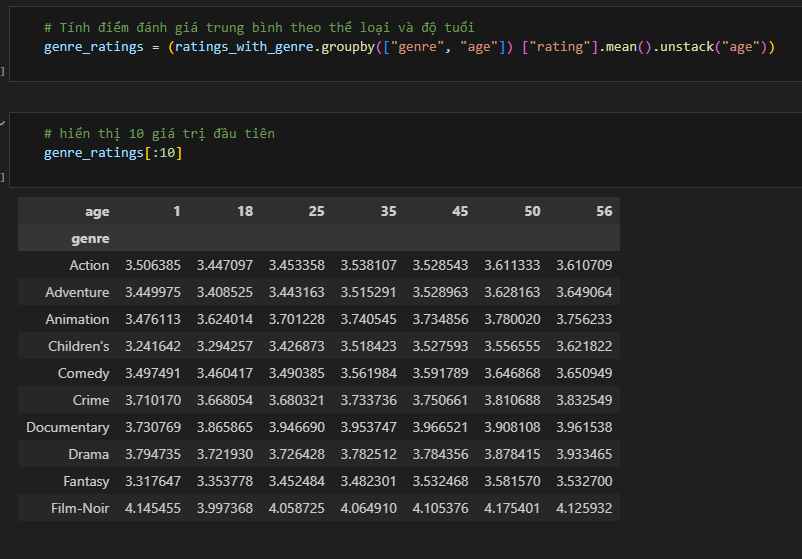 # Tính điểm đánh giá trung bình theo thể loại và độ tuổi
genre_ratings = (ratings_with_genre.groupby(["genre", "age"]) ["rating"].mean().unstack("age"))
]
# hiển thị 10 giá trị đầu tiên
genre_ratings[:10]
]
age 1 18 25 35 45 50 56
genre
Action 3.506385 3.447097 3.453358 3.538107 3.528543 3.611333 3.610709
Adventure 3.449975 3.408525 3.443163 3.515291 3.528963 3.628163 3.649064
Animation 3.476113 3.624014 3.701228 3.740545 3.734856 3.780020 3.756233
Children's 3.241642 3.294257 3.426873 3.518423 3.527593 3.556555 3.621822
Comedy 3.497491 3.460417 3.490385 3.561984 3.591789 3.646868 3.650949
Crime 3.710170 3.668054 3.680321 3.733736 3.750661 3.810688 3.832549
Documentary 3.730769 3.865865 3.946690 3.953747 3.966521 3.908108 3.961538
Drama 3.794735 3.721930 3.726428 3.782512 3.784356 3.878415 3.933465
Fantasy 3.317647 3.353778 3.452484 3.482301 3.532468 3.581570 3.532700
Film-Noir 4.145455 3.997368 4.058725 4.064910 4.105376 4.175401 4.125932